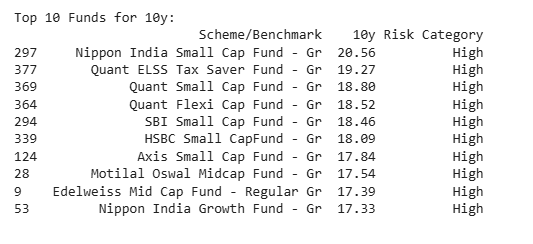 Top 10 Funds for 10y:
Scheme/Benchmark 10y Risk Category
297 Nippon India Small Cap Fund - Gr 20.56 High
377 Quant ELSS Tax Saver Fund - Gr 19.27 High
369 Quant Small Cap Fund - Gr 18.80 High
364 Quant Flexi Cap Fund - Gr 18.52 High
294 SBI Small Cap Fund - Gr 18.46 High
339 HSBC Small CapFund - Gr 18.09 High
124 Axis Small Cap Fund - Gr 17.84 High
28 Motilal Oswal Midcap Fund - Gr 17.54 High
9 Edelweiss Mid Cap Fund - Regular Gr 17.39 High
53 Nippon India Growth Fund - Gr 17.33 High